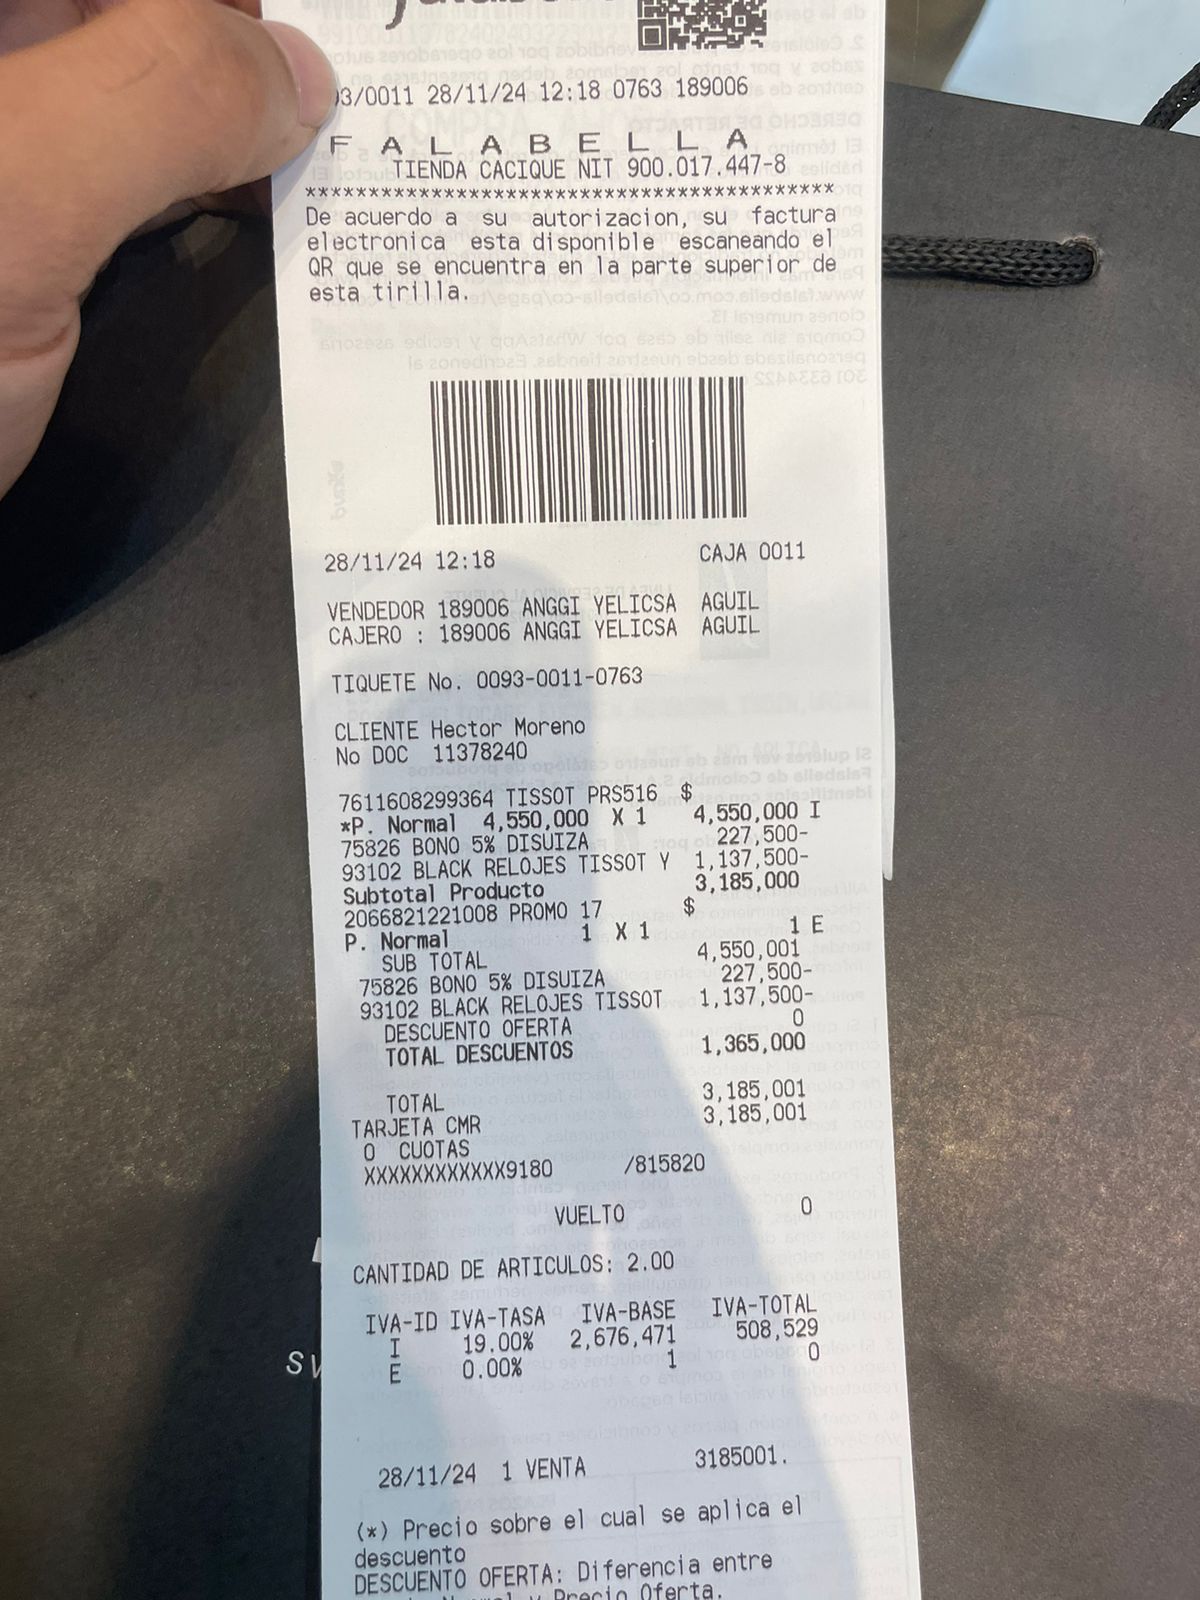 03/0011 28/11/24 12:18 0763 189006
F A L A B E L L A
TIENDA CACIQUE NIT 900.017.447-8
******************************************
De acuerdo a su autorizacion, su factura
electronica esta disponible escaneando el
QR que se encuentra en la parte superior de
esta tirilla.
28/11/24 12:18 CAJA 0011
VENDEDOR 189006 ANGGI YELICSA AGUIL
CAJERO : 189006 ANGGI YELICSA AGUIL
TIQUETE No. 0093-0011-0763
CLIENTE Hector Moreno
No DOC 11378240
7611608299364 TISSOT PRS516 $
*P. Normal 4,550,000 X 1 4,550,000 I
75826 BONO 5% DISUIZA 227,500-
93102 BLACK RELOJES TISSOT Y 1,137,500-
Subtotal Producto 3,185,000
2066821221008 PROMO 17 $
P. Normal 1 X 1 1 E
SUB TOTAL 4,550,001
75826 BONO 5% DISUIZA 227,500-
93102 BLACK RELOJES TISSOT 1,137,500-
DESCUENTO OFERTA 0
TOTAL DESCUENTOS 1,365,000
TOTAL 3,185,001
TARJETA CMR 3,185,001
0 CUOTAS
XXXXXXXXXXXX9180 /815820
VUELTO 0
CANTIDAD DE ARTICULOS: 2.00
IVA-ID IVA-TASA IVA-BASE IVA-TOTAL
I 19.00% 2,676,471 508,529
E 0.00% 1 0
28/11/24 1 VENTA 3185001.
(*) Precio sobre el cual se aplica el
descuento
DESCUENTO OFERTA: Diferencia entre
Normal y Precio Oferta.